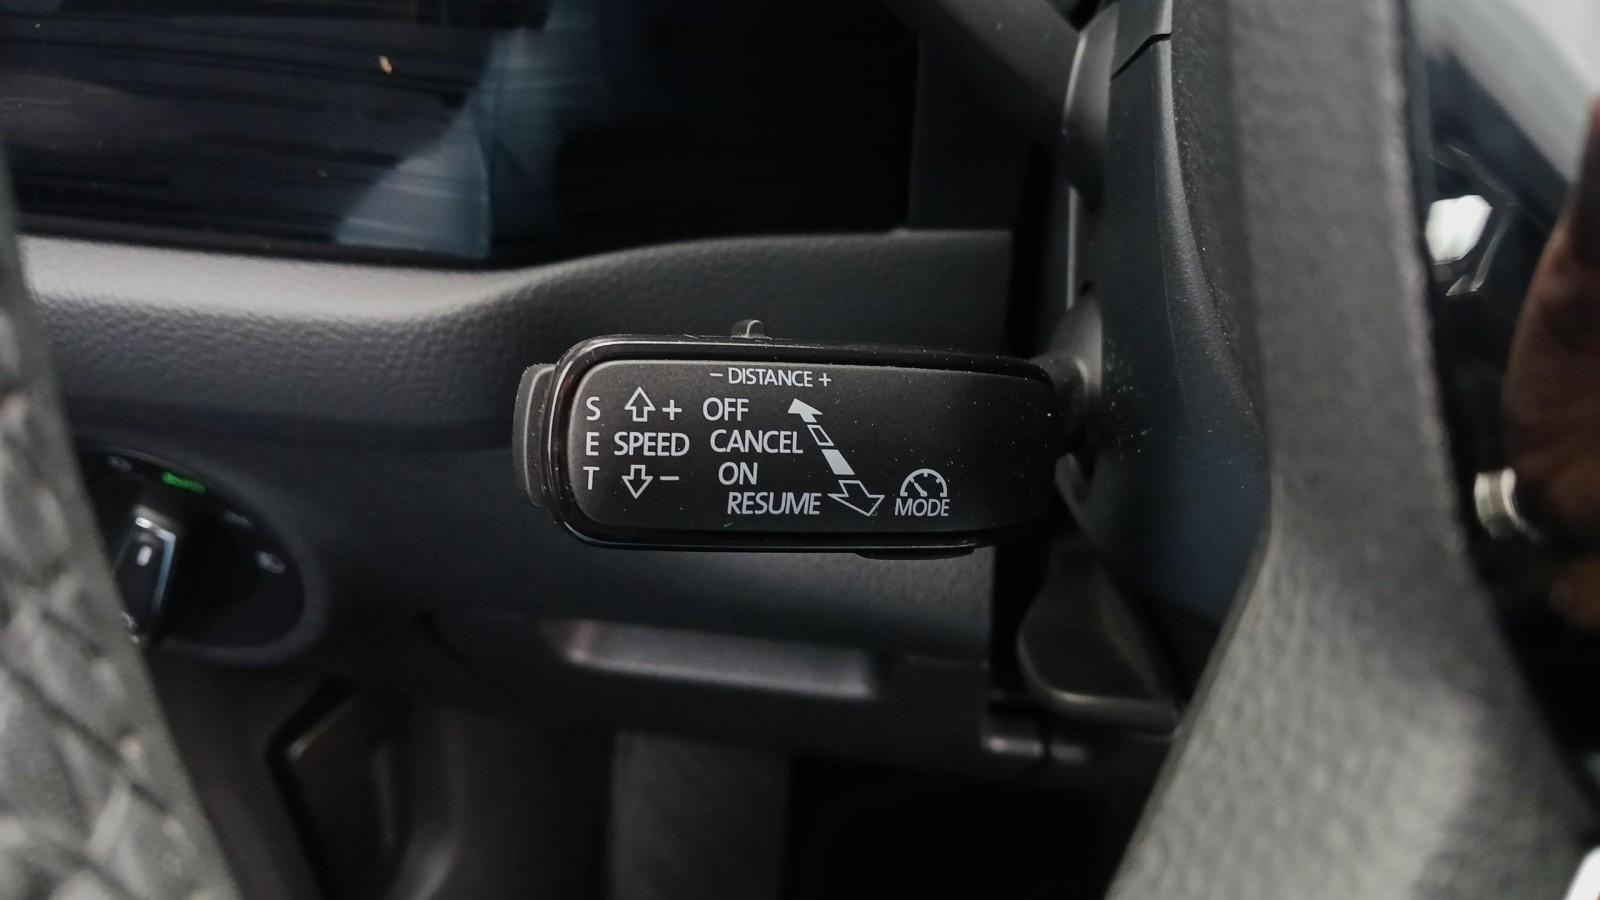 − DISTANCE +
S + OFF
E SPEED CANCEL
T − ON
RESUME MODE